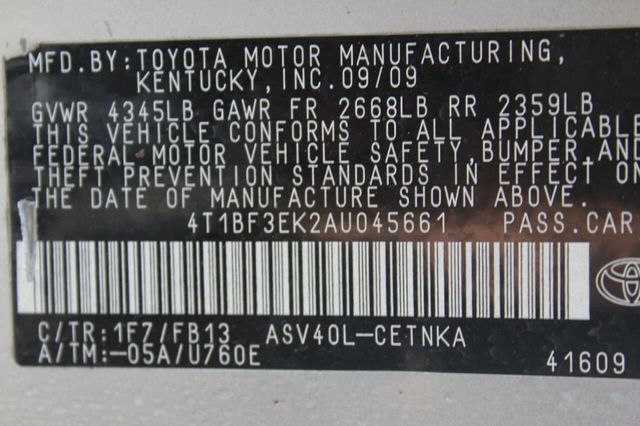 MFD.BY:TOYOTA MOTOR MANUFACTURING,
KENTUCKY,INC.09/09
GVWR 4345LB GAWR FR 2668LB RR 2359LB
THIS VEHICLE CONFORMS TO ALL APPLICABLE
FEDERAL MOTOR VEHICLE SAFETY,BUMPER,AND
THEFT PREVENTION STANDARDS IN EFFECT ON
THE DATE OF MANUFACTURE SHOWN ABOVE.
4T1BF3EK2AU045661 PASS.CAR
C/TR:1F7/FB13 ASV40L-CETNKA
A/TM:-05A/U760E 41609